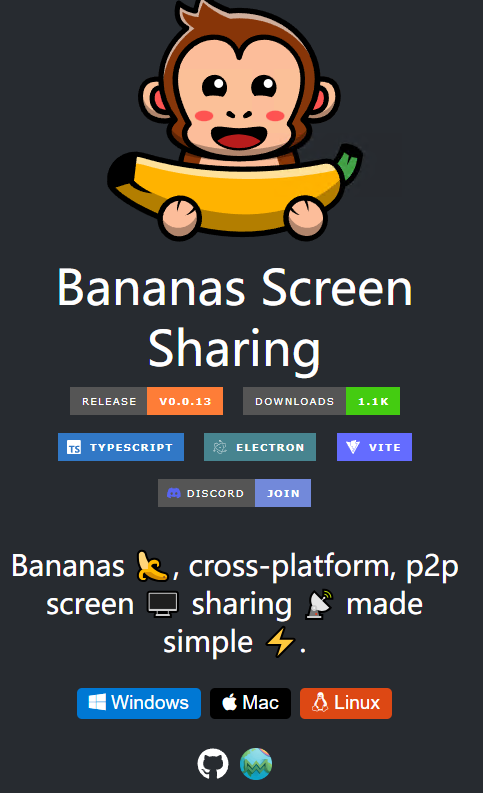 Bananas Screen
Sharing
RELEASE V0.0.13 DOWNLOADS 1.1K
TS TYPESCRIPT ELECTRON VITE
DISCORD JOIN
Bananas 🍌, cross-platform, p2p
screen 🖥️ sharing 📡 made
simple ⚡.
Windows Mac Linux